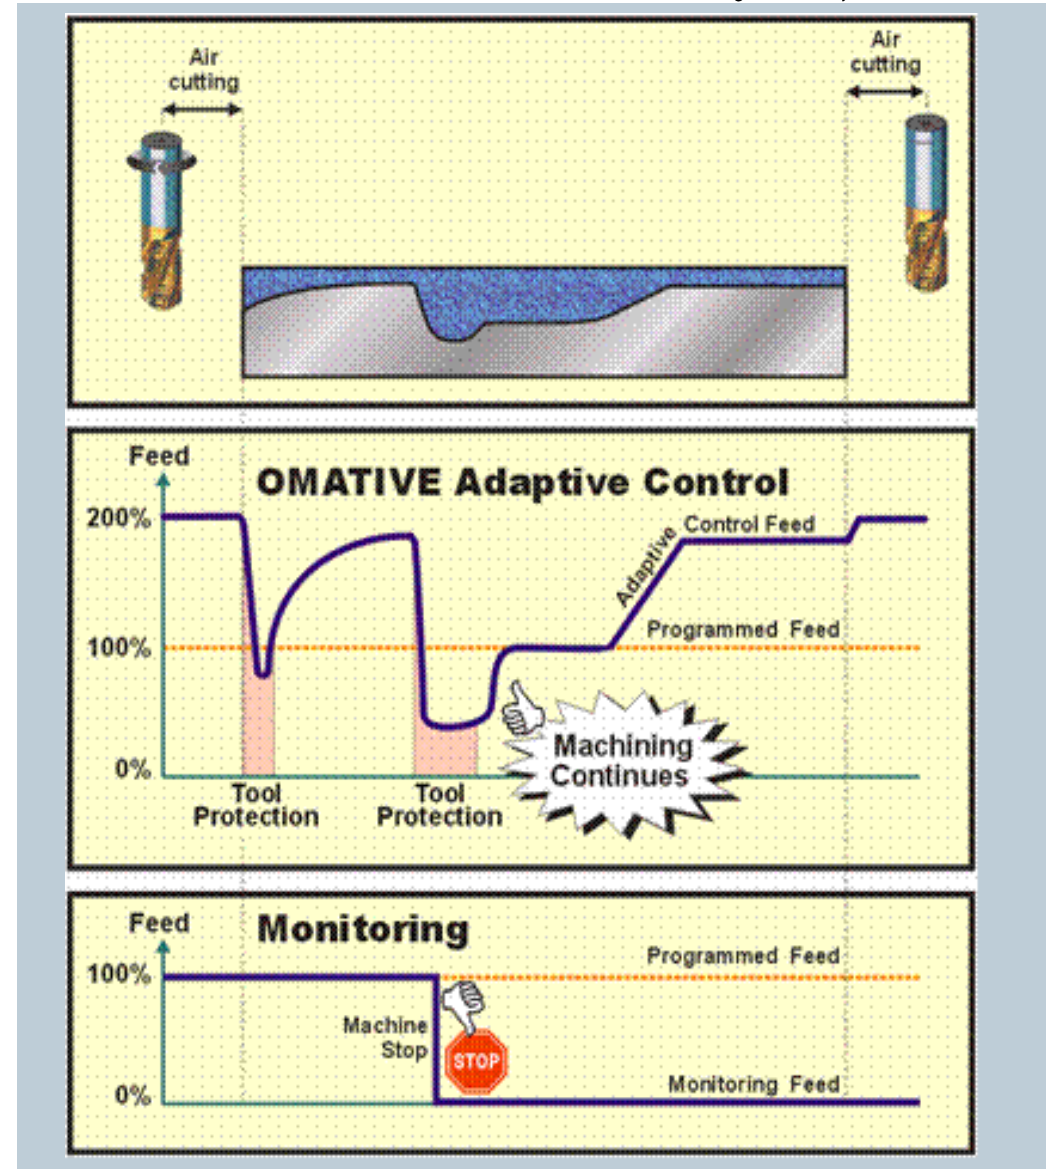 Air
cutting
Air
cutting
Feed
OMATIVE Adaptive Control
200%
Adaptive
Control Feed
Programmed Feed
100%
Machining
Continues
0%
Tool
Protection
Tool
Protection
Feed
Monitoring
Programmed Feed
100%
Machine
Stop
STOP
Monitoring Feed
0%